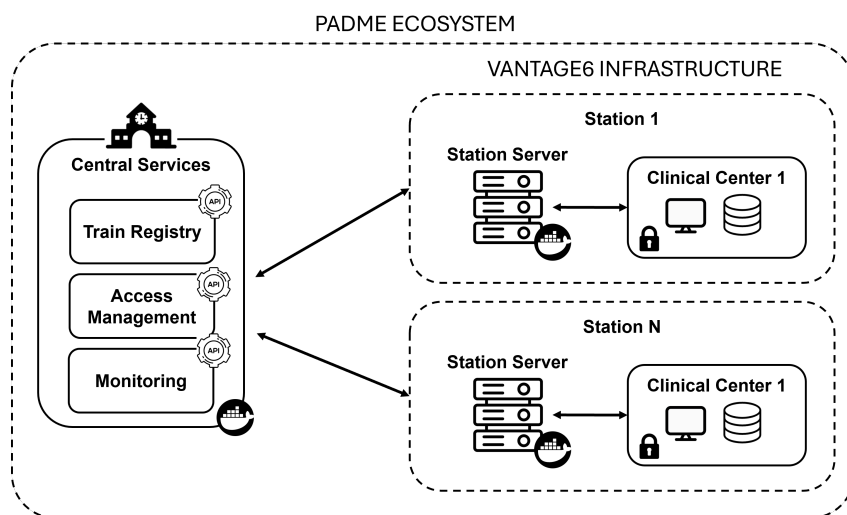 PADME ECOSYSTEM
VANTAGE6 INFRASTRUCTURE
Central Services
API
Train Registry
API
Access
Management
API
Monitoring
Station 1
Station Server
Clinical Center 1
Station N
Station Server
Clinical Center 1